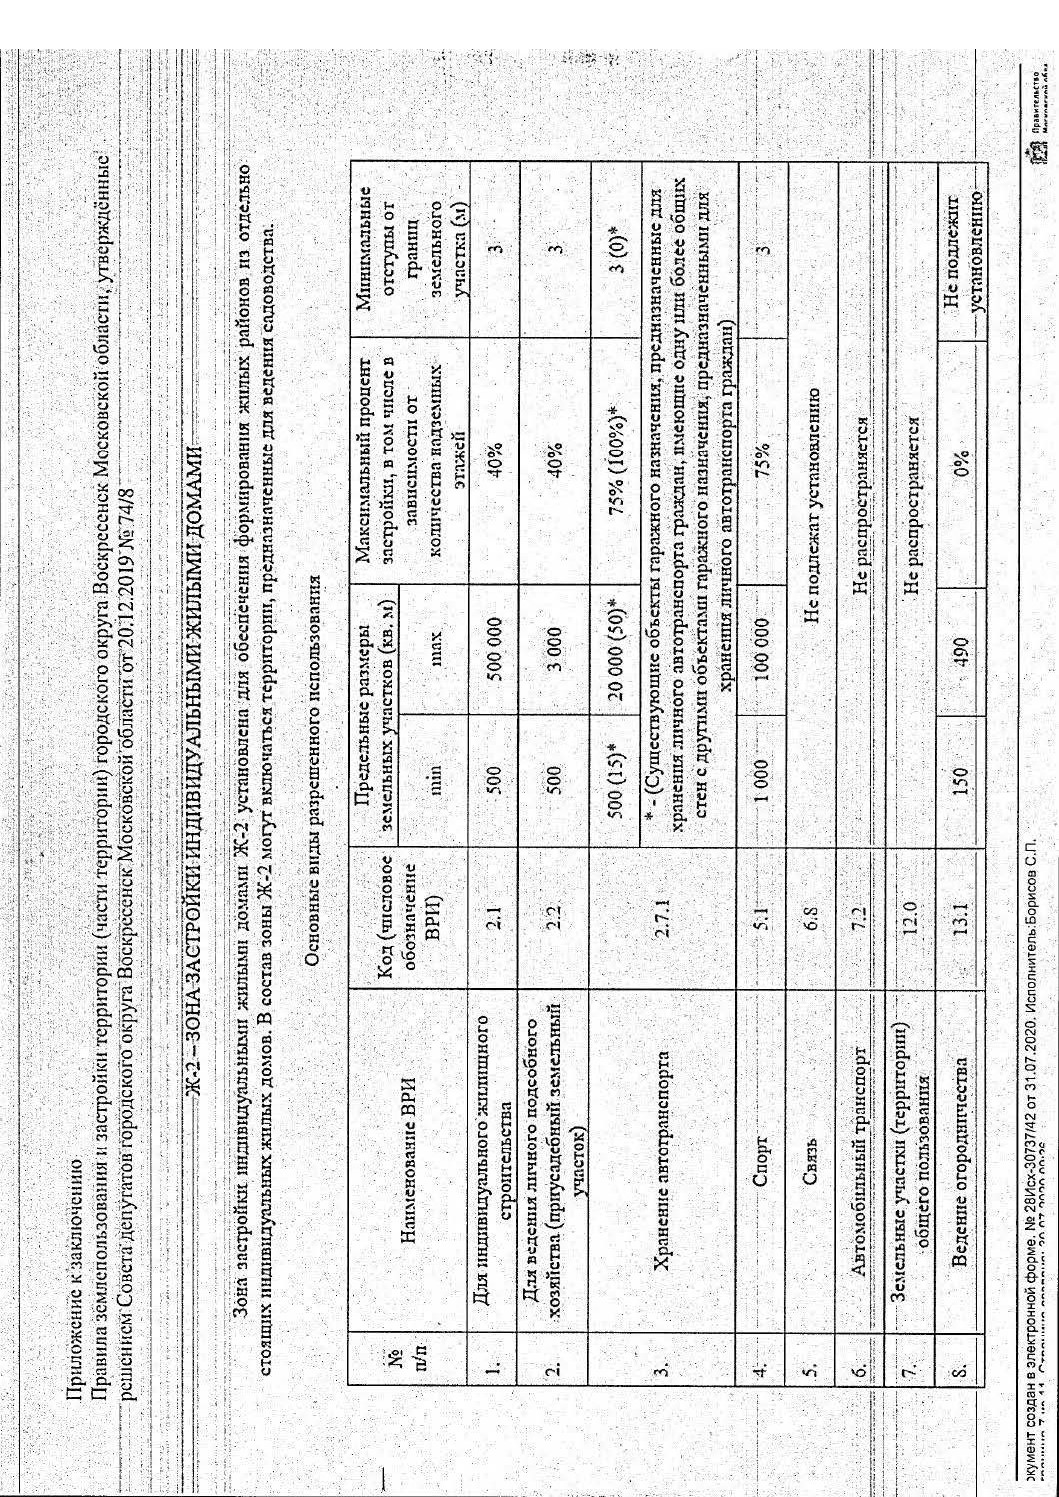 Приложение к заключению
Правила землепользования и застройки территории (части территории) городского округа Воскресенск Московской области, утверждённые
решением Совета депутатов городского округа Воскресенск Московской области от 20.12.2019 № 74/8
Ж-2 – ЗОНА ЗАСТРОЙКИ ИНДИВИДУАЛЬНЫМИ ЖИЛЫМИ ДОМАМИ
Зона застройки индивидуальными жилыми домами Ж-2 установлена для обеспечения формирования жилых районов из отдельно
стоящих индивидуальных жилых домов. В состав зоны Ж-2 могут включаться территории, предназначенные для ведения садоводства.
Основные виды разрешенного использования
№
п/п
Наименование ВРИ
Код (числовое
обозначение
ВРИ)
Предельные размеры
земельных участков (кв. м)
min
max
Максимальный процент
застройки, в том числе в
зависимости от
количества надземных
этажей
Минимальные
отступы от
границ
земельного
участка (м)
1.
Для индивидуального жилищного
строительства
2.1
500
500 000
40%
3
2.
Для ведения личного подсобного
хозяйства (приусадебный земельный
участок)
2.2
500
3 000
40%
3
3.
Хранение автотранспорта
2.7.1
500 (15)*
20 000 (50)*
75% (100%)*
3 (0)*
* - (Существующие объекты гаражного назначения, предназначенные для
хранения личного автотранспорта граждан, имеющие одну или более общих
стен с другими объектами гаражного назначения, предназначенными для
хранения личного автотранспорта граждан)
4.
Спорт
5.1
1 000
100 000
75%
3
5.
Связь
6.8
Не подлежат установлению
6.
Автомобильный транспорт
7.2
Не распространяется
7.
Земельные участки (территории)
общего пользования
12.0
Не распространяется
8.
Ведение огородничества
13.1
150
490
0%
Не подлежит
установлению
окумент создан в электронной форме. № 28Исх-30737/42 от 31.07.2020. Исполнитель:Борисов С.П.
Правительство